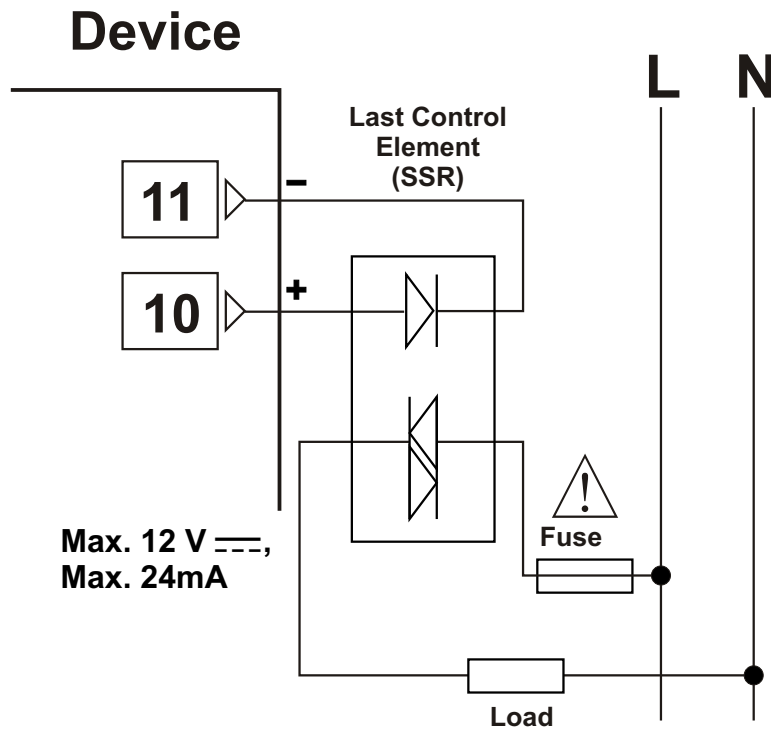 Device
L N
Last Control
Element
(SSR)
11 −
10 +
Max. 12 V ⎓,
Max. 24mA
!
Fuse
Load